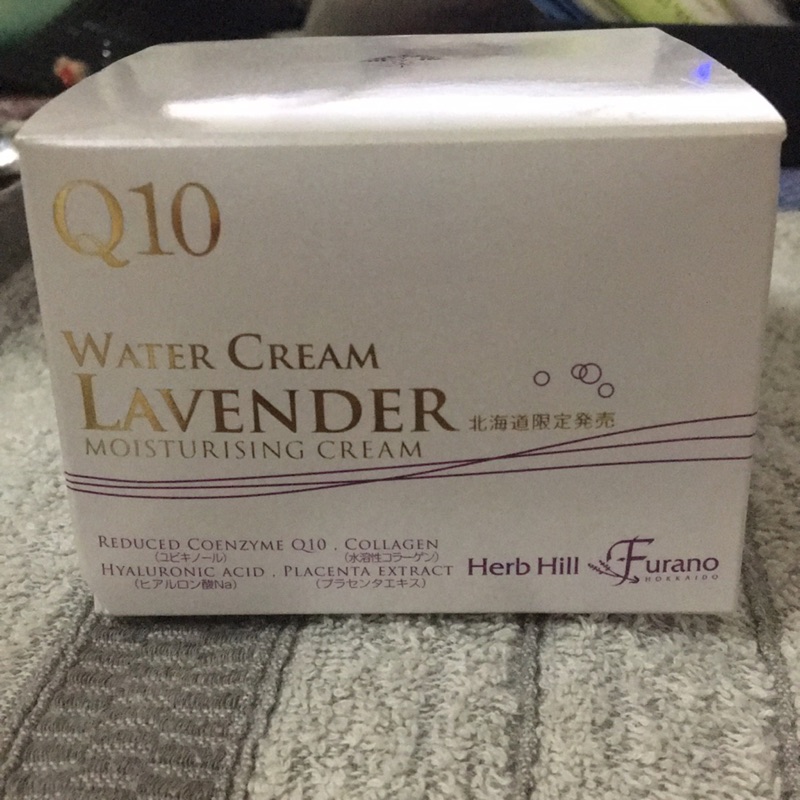 Q10
WATER CREAM
LAVENDER 北海道限定発売
MOISTURISING CREAM
REDUCED COENZYME Q10 . COLLAGEN
(ユビキノール) (水溶性コラーゲン)
HYALURONIC ACID . PLACENTA EXTRACT
(ヒアルロン酸Na) (プラセンタエキス)
Herb Hill Furano
HOKKAIDO